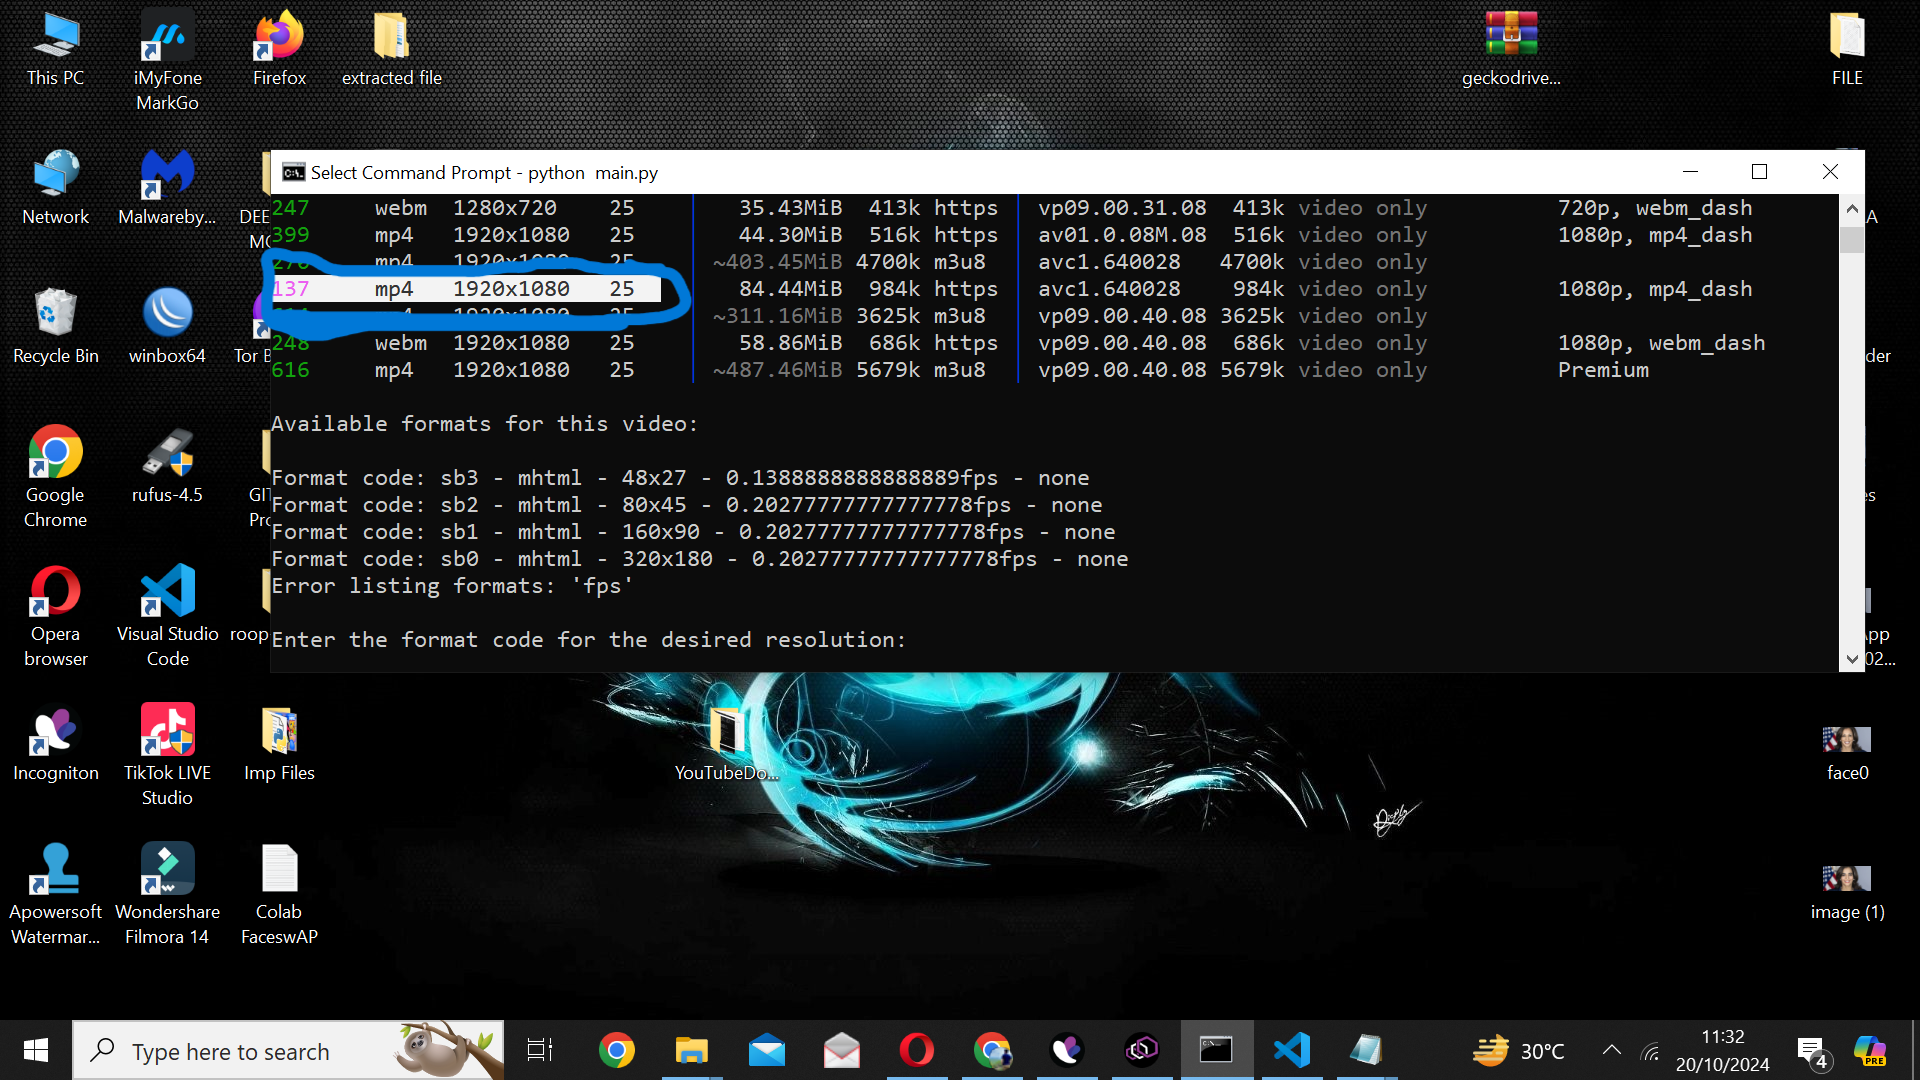 This PC
iMyFone
MarkGo
Firefox
extracted file
geckodrive...
FILE
Network
Malwareby...
DEE
Recycle Bin
winbox64
Tor B
Google
Chrome
rufus-4.5
Opera
browser
Visual Studio
Code
roop
Incogniton
TikTok LIVE
Studio
Imp Files
YouTubeDo...
Apowersoft
Watermar...
Wondershare
Filmora 14
Colab
FaceswAP
A
der
es
App
02...
face0
image (1)
Select Command Prompt - python  main.py
247 webm 1280x720 25 35.43MiB 413k https vp09.00.31.08 413k video only 720p, webm_dash
399 mp4 1920x1080 25 44.30MiB 516k https av01.0.08M.08 516k video only 1080p, mp4_dash
270 mp4 1920x1080 25 ~403.45MiB 4700k m3u8 avc1.640028 4700k video only
137 mp4 1920x1080 25 84.44MiB 984k https avc1.640028 984k video only 1080p, mp4_dash
mp4 1920x1080 25 ~311.16MiB 3625k m3u8 vp09.00.40.08 3625k video only
248 webm 1920x1080 25 58.86MiB 686k https vp09.00.40.08 686k video only 1080p, webm_dash
616 mp4 1920x1080 25 ~487.46MiB 5679k m3u8 vp09.00.40.08 5679k video only Premium
Available formats for this video:
Format code: sb3 - mhtml - 48x27 - 0.1388888888888889fps - none
Format code: sb2 - mhtml - 80x45 - 0.20277777777777778fps - none
Format code: sb1 - mhtml - 160x90 - 0.20277777777777778fps - none
Format code: sb0 - mhtml - 320x180 - 0.20277777777777778fps - none
Error listing formats: 'fps'
Enter the format code for the desired resolution:
Type here to search
30°C
11:32
20/10/2024
4
PRE